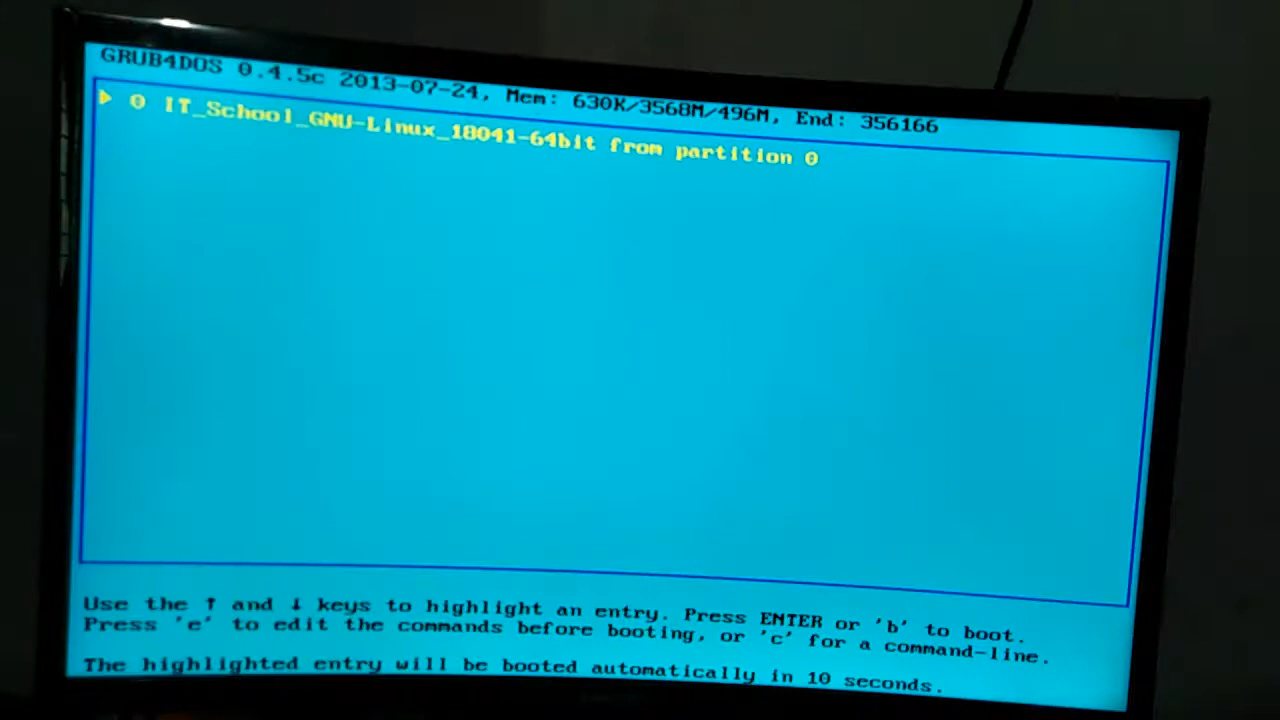 GRUB4DOS 0.4.5c 2013-07-24, Mem: 630K/3568M/496M, End: 356166
0 IT_School_GNU-Linux_18041-64bit from partition 0
Use the ↑ and ↓ keys to highlight an entry. Press ENTER or 'b' to boot.
Press 'e' to edit the commands before booting, or 'c' for a command-line.
The highlighted entry will be booted automatically in 10 seconds.